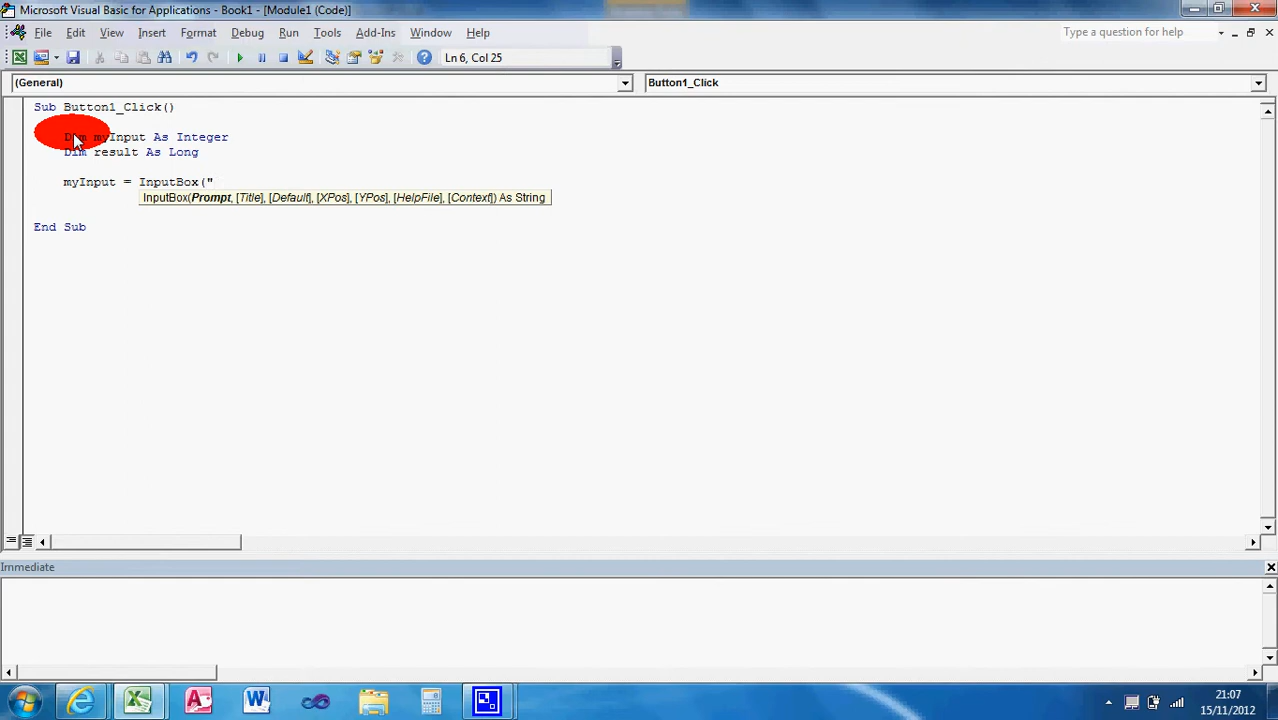 Microsoft Visual Basic for Applications - Book1 - [Module1 (Code)]
File Edit View Insert Format Debug Run Tools Add-Ins Window Help
Type a question for help
Ln 6, Col 25
(General)
Button1_Click
Sub Button1_Click()
Dim myInput As Integer
Dim result As Long
myInput = InputBox("
InputBox(Prompt, [Title], [Default], [XPos], [YPos], [HelpFile], [Context]) As String
End Sub
Immediate
21:07
15/11/2012